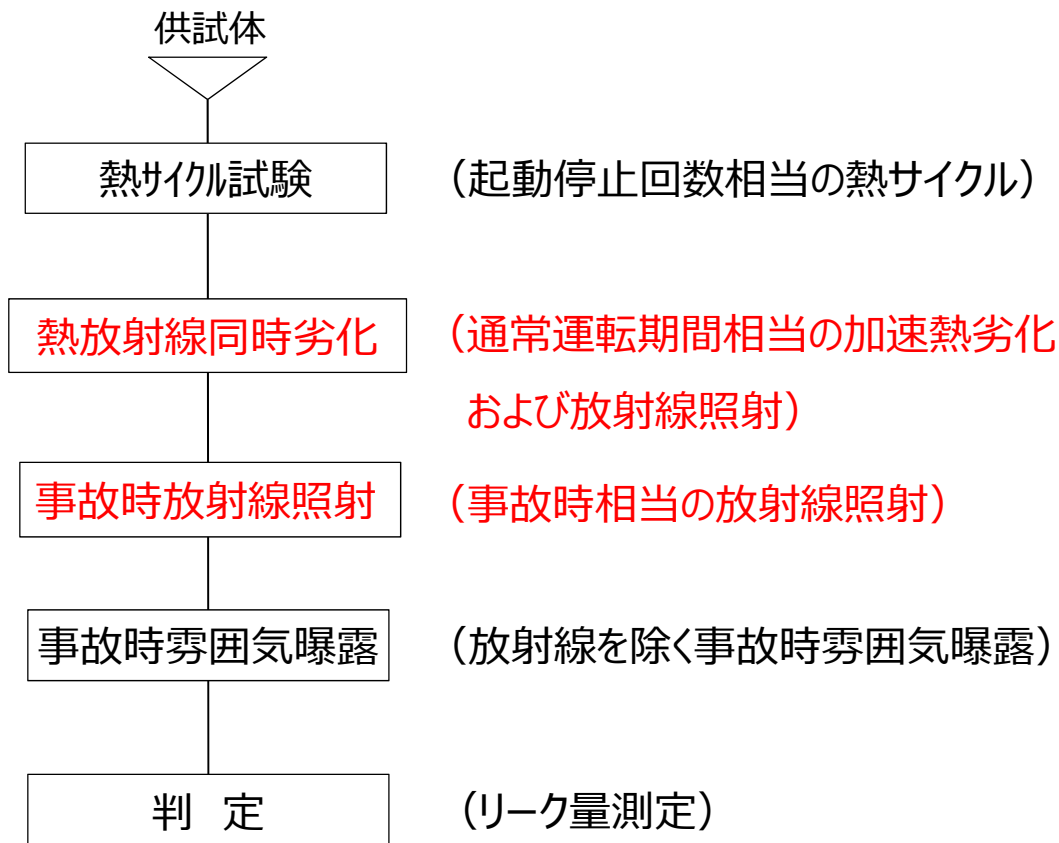 供試体
熱サイクル試験
（起動停止回数相当の熱サイクル）
熱放射線同時劣化
（通常運転期間相当の加速熱劣化
および放射線照射）
事故時放射線照射
（事故時相当の放射線照射）
事故時雰囲気曝露
（放射線を除く事故時雰囲気曝露）
判　定
（リーク量測定）